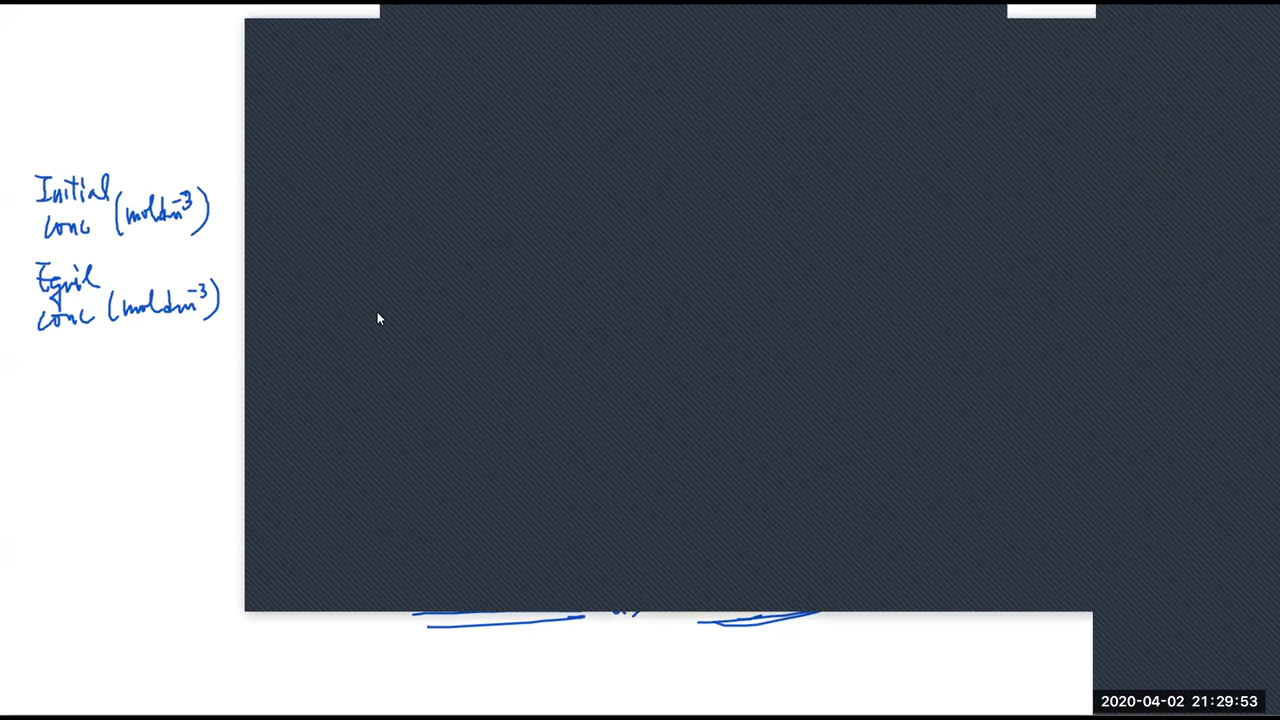 Initial
conc (moldm⁻³)
Equil
conc (moldm⁻³)
2020-04-02 21:29:53